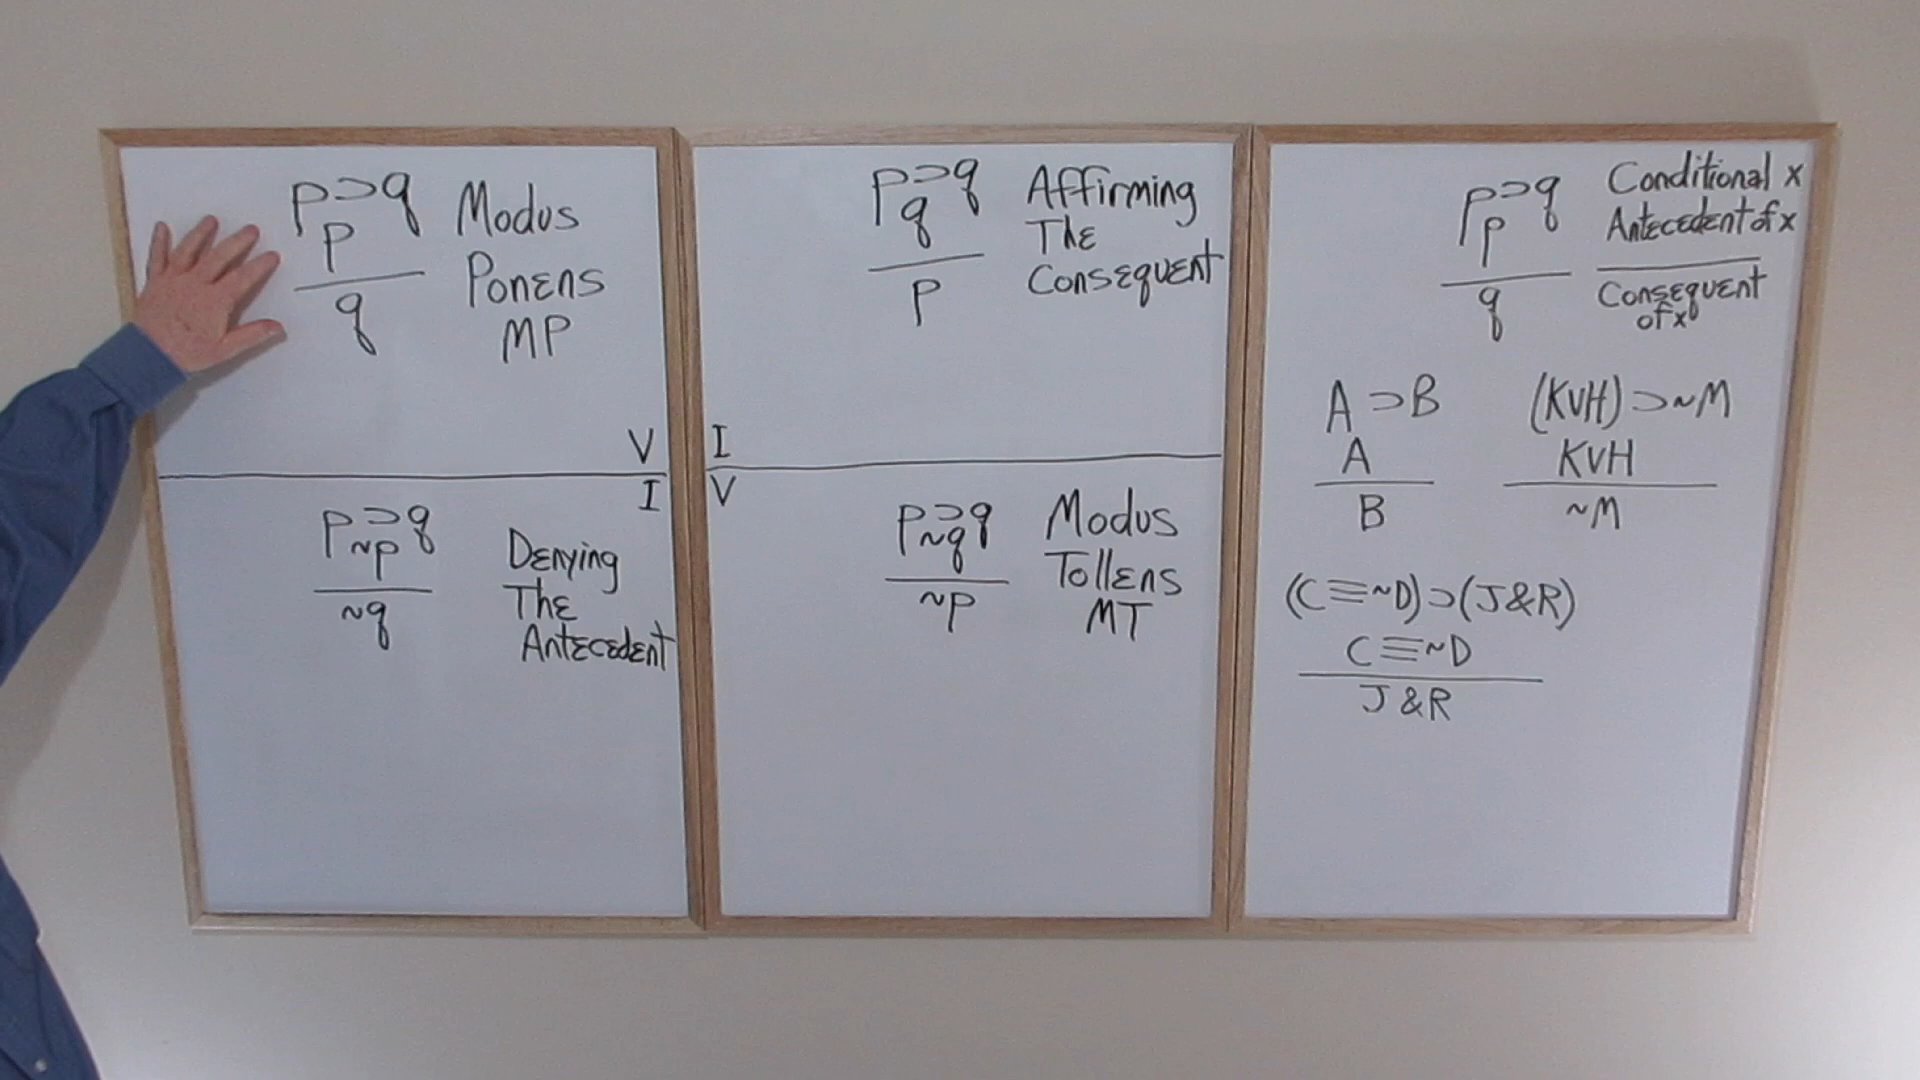 p ⊃ q
p
q
Modus
Ponens
MP
V
I
p ⊃ q
~p
~q
Denying
The
Antecedent
p ⊃ q
q
p
Affirming
The
Consequent
I
V
p ⊃ q
~q
~p
Modus
Tollens
MT
p ⊃ q
p
q
Conditional x
Antecedent of x
Consequent
of x
A ⊃ B
A
B
(KvH) ⊃ ~M
KvH
~M
(C ≡ ~D) ⊃ (J & R)
C ≡ ~D
J & R